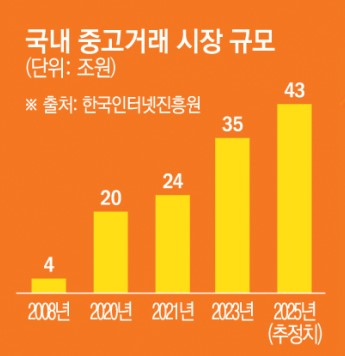 국내 중고거래 시장 규모
(단위: 조원)
※ 출처: 한국인터넷진흥원
4
20
24
35
43
2008년
2020년
2021년
2023년
2025년
(추정치)